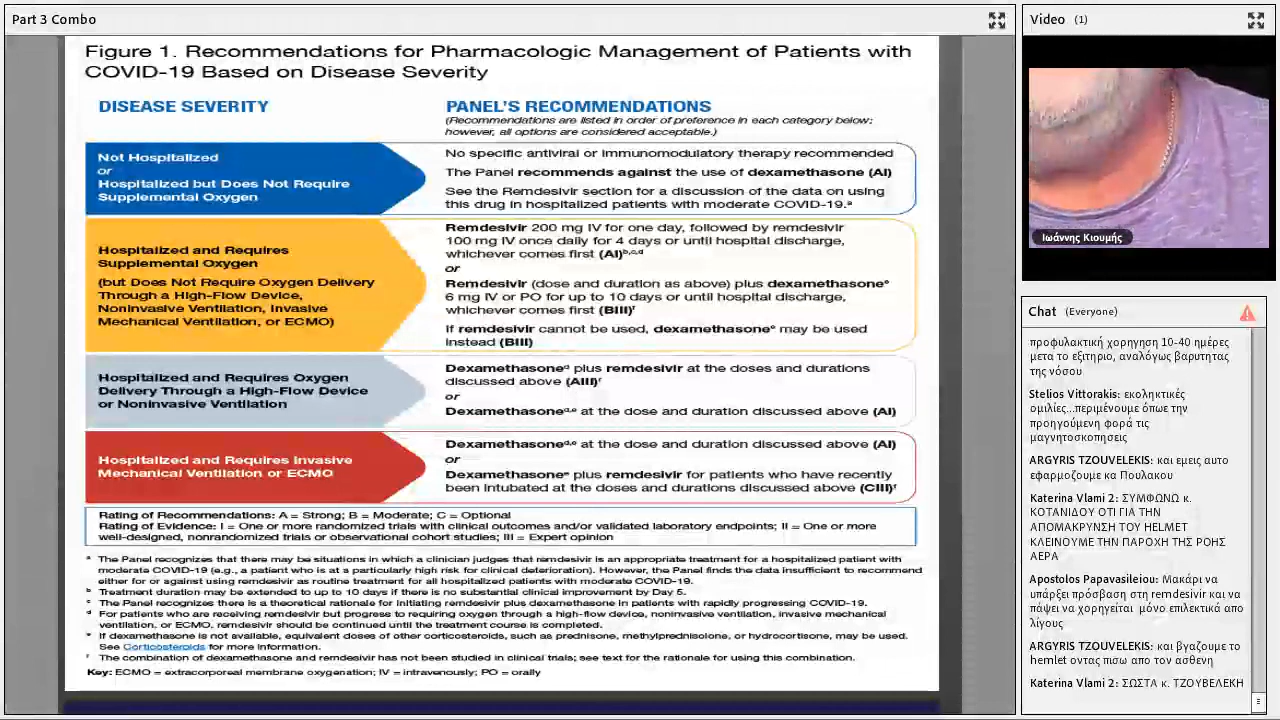 Part 3 Combo
Figure 1. Recommendations for Pharmacologic Management of Patients with
COVID-19 Based on Disease Severity
DISEASE SEVERITY
PANEL'S RECOMMENDATIONS
(Recommendations are listed in order of preference in each category below;
however, all options are considered acceptable.)
Not Hospitalized
or
Hospitalized but Does Not Require
Supplemental Oxygen
No specific antiviral or immunomodulatory therapy recommended
The Panel recommends against the use of dexamethasone (AI)
See the Remdesivir section for a discussion of the data on using
this drug in hospitalized patients with moderate COVID-19.a
Hospitalized and Requires
Supplemental Oxygen
(but Does Not Require Oxygen Delivery
Through a High-Flow Device,
Noninvasive Ventilation, Invasive
Mechanical Ventilation, or ECMO)
Remdesivir 200 mg IV for one day, followed by remdesivir
100 mg IV once daily for 4 days or until hospital discharge,
whichever comes first (AI)b,c,d
or
Remdesivir (dose and duration as above) plus dexamethasonee
6 mg IV or PO for up to 10 days or until hospital discharge,
whichever comes first (BIII)f
If remdesivir cannot be used, dexamethasonee may be used
instead (BIII)
Hospitalized and Requires Oxygen
Delivery Through a High-Flow Device
or Noninvasive Ventilation
Dexamethasoned plus remdesivir at the doses and durations
discussed above (AIII)f
or
Dexamethasoned,e at the dose and duration discussed above (AI)
Hospitalized and Requires Invasive
Mechanical Ventilation or ECMO
Dexamethasoned,e at the dose and duration discussed above (AI)
or
Dexamethasonee plus remdesivir for patients who have recently
been intubated at the doses and durations discussed above (CIII)f
Rating of Recommendations: A = Strong; B = Moderate; C = Optional
Rating of Evidence: I = One or more randomized trials with clinical outcomes and/or validated laboratory endpoints; II = One or more
well-designed, nonrandomized trials or observational cohort studies; III = Expert opinion
a The Panel recognizes that there may be situations in which a clinician judges that remdesivir is an appropriate treatment for a hospitalized patient with
moderate COVID-19 (e.g., a patient who is at a particularly high risk for clinical deterioration). However, the Panel finds the data insufficient to recommend
either for or against using remdesivir as routine treatment for all hospitalized patients with moderate COVID-19.
b Treatment duration may be extended to up to 10 days if there is no substantial clinical improvement by Day 5.
c The Panel recognizes there is a theoretical rationale for initiating remdesivir plus dexamethasone in patients with rapidly progressing COVID-19.
d For patients who are receiving remdesivir but progress to requiring oxygen through a high-flow device, noninvasive ventilation, invasive mechanical
ventilation, or ECMO, remdesivir should be continued until the treatment course is completed.
e If dexamethasone is not available, equivalent doses of other corticosteroids, such as prednisone, methylprednisolone, or hydrocortisone, may be used.
See Corticosteroids for more information.
f The combination of dexamethasone and remdesivir has not been studied in clinical trials; see text for the rationale for using this combination.
Key: ECMO = extracorporeal membrane oxygenation; IV = intravenously; PO = orally
Video (1)
Ιωάννης Κιουμής
Chat (Everyone)
προφυλακτική χορηγηση 10-40 ημέρες
μετα το εξιτηριο, αναλόγως βαρυτητας
της νόσου
Stelios Vittorakis: εκοληκτικές
ομιλίες...περιμένουμε όπωε την
προηγούμενη φορά τις
μαγνητοσκοπησεις
ARGYRIS TZOUVELEKIS: και εμεις αυτο
εφαρμοζουμε κα Πουλακου
Katerina Vlami 2: ΣΥΜΦΩΝΩ κ.
ΚΟΤΑΝΙΔΟΥ ΟΤΙ ΓΙΑ ΤΗΝ
ΑΠΟΜΑΚΡΥΝΣΗ ΤΟΥ HELMET
ΚΛΕΙΝΟΥΜΕ ΤΗΝ ΠΑΡΟΧΗ ΤΗΣ ΡΟΗΣ
ΑΕΡΑ
Apostolos Papavasileiou: Μακάρι να
υπάρξει πρόσβαση στη remdesivir και να
πάψει να χορηγείται μόνο επιλεκτικά απο
λίγους
ARGYRIS TZOUVELEKIS: και βγαζουμε το
hemlet οντας πισω απο τον ασθενη
Katerina Vlami 2: ΣΩΣΤΑ κ. ΤΖΟΥΒΕΛΕΚΗ